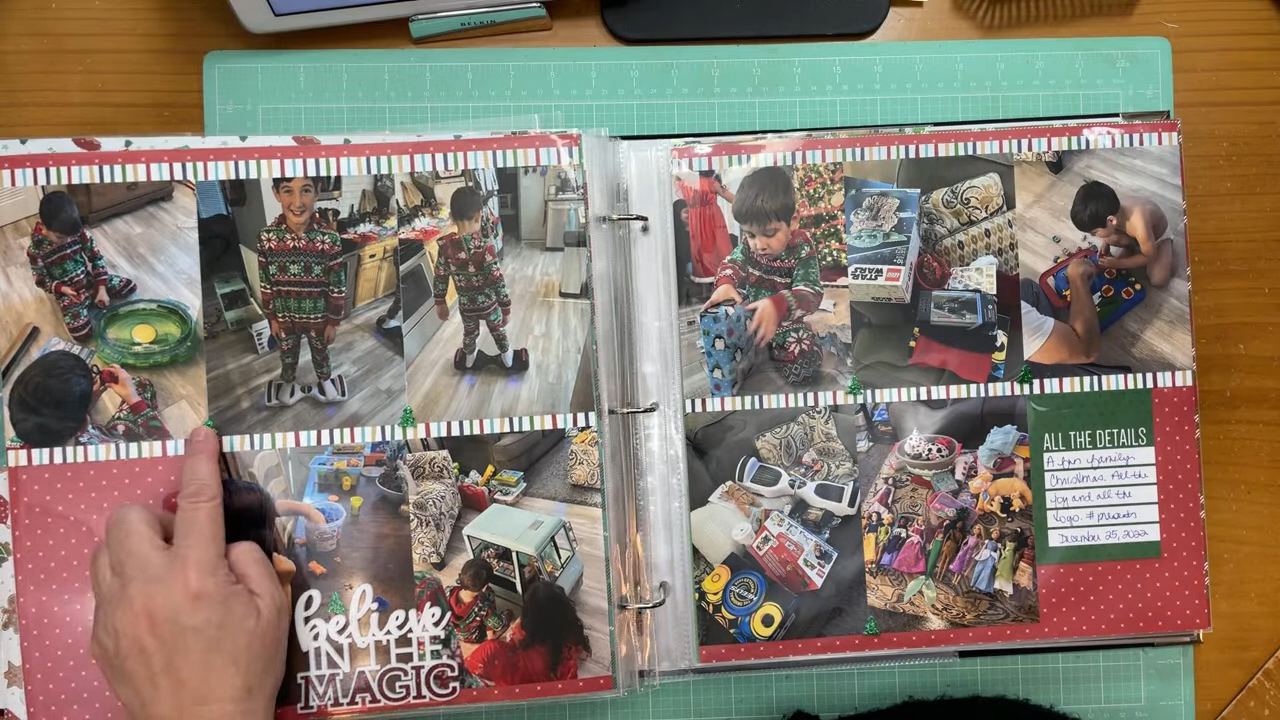 BELKIN
believe
IN THE
MAGIC
STAR
WARS
LEGO
ALL THE DETAILS
A fun family
Christmas. All the
joy and all the
Legos. #presents
December 25, 2022